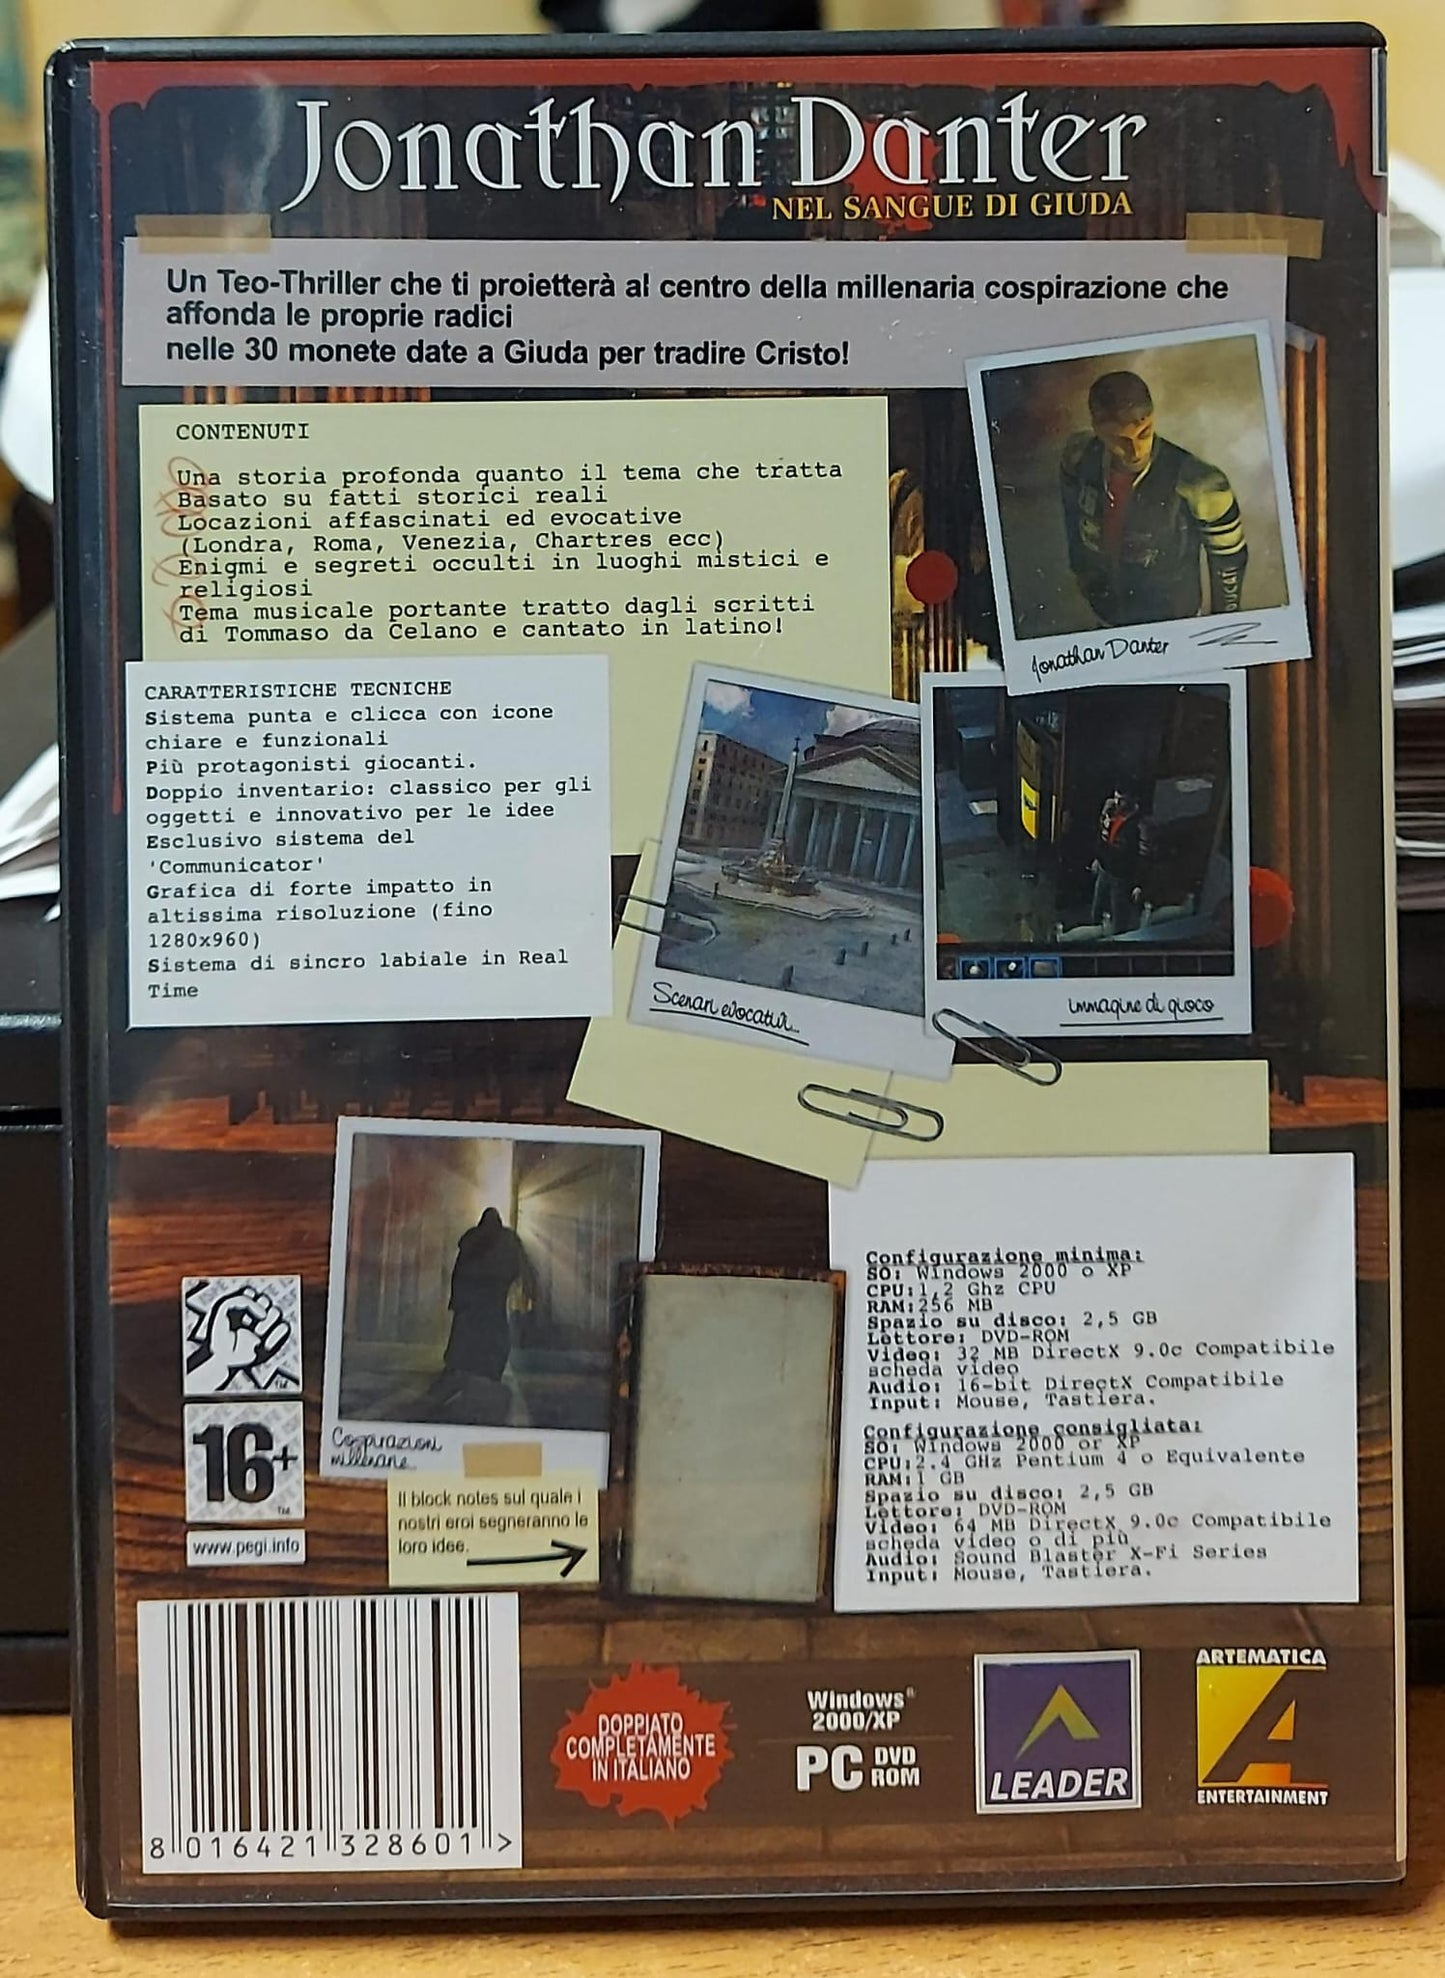 Jonathan Danter
NEL SANGUE DI GIUDA
Un Teo-Thriller che ti proietterà al centro della millenaria cospirazione che
affonda le proprie radici
nelle 30 monete date a Giuda per tradire Cristo!
CONTENUTI
Una storia profonda quanto il tema che tratta
Basato su fatti storici reali
Locazioni affascinati ed evocative
(Londra, Roma, Venezia, Chartres ecc)
Enigmi e segreti occulti in luoghi mistici e
religiosi
Tema musicale portante tratto dagli scritti
di Tommaso da Celano e cantato in latino!
DUCATI
Jonathan Danter
CARATTERISTICHE TECNICHE
Sistema punta e clicca con icone
chiare e funzionali
Più protagonisti giocanti.
Doppio inventario: classico per gli
oggetti e innovativo per le idee
Esclusivo sistema del
'Communicator'
Grafica di forte impatto in
altissima risoluzione (fino
1280x960)
Sistema di sincro labiale in Real
Time
Scenari evocativi...
immagine di gioco
Cospirazioni
millenarie
Il block notes sul quale i
nostri eroi segneranno le
loro idee.
Configurazione minima:
SO: Windows 2000 o XP
CPU:1,2 Ghz CPU
RAM:256 MB
Spazio su disco: 2,5 GB
Lettore: DVD-ROM
Video: 32 MB DirectX 9.0c Compatibile
scheda video
Audio: 16-bit DirectX Compatibile
Input: Mouse, Tastiera.
Configurazione consigliata:
SO: Windows 2000 or XP
CPU:2.4 GHz Pentium 4 o Equivalente
RAM:1 GB
Spazio su disco: 2,5 GB
Lettore: DVD-ROM
Video: 64 MB DirectX 9.0c Compatibile
scheda video o di più
Audio: Sound Blaster X-Fi Series
Input: Mouse, Tastiera.
16+
www.pegi.info
8 016421 328601 >
DOPPIATO
COMPLETAMENTE
IN ITALIANO
Windows®
2000/XP
PC DVD
ROM
LEADER
ARTEMATICA
ENTERTAINMENT